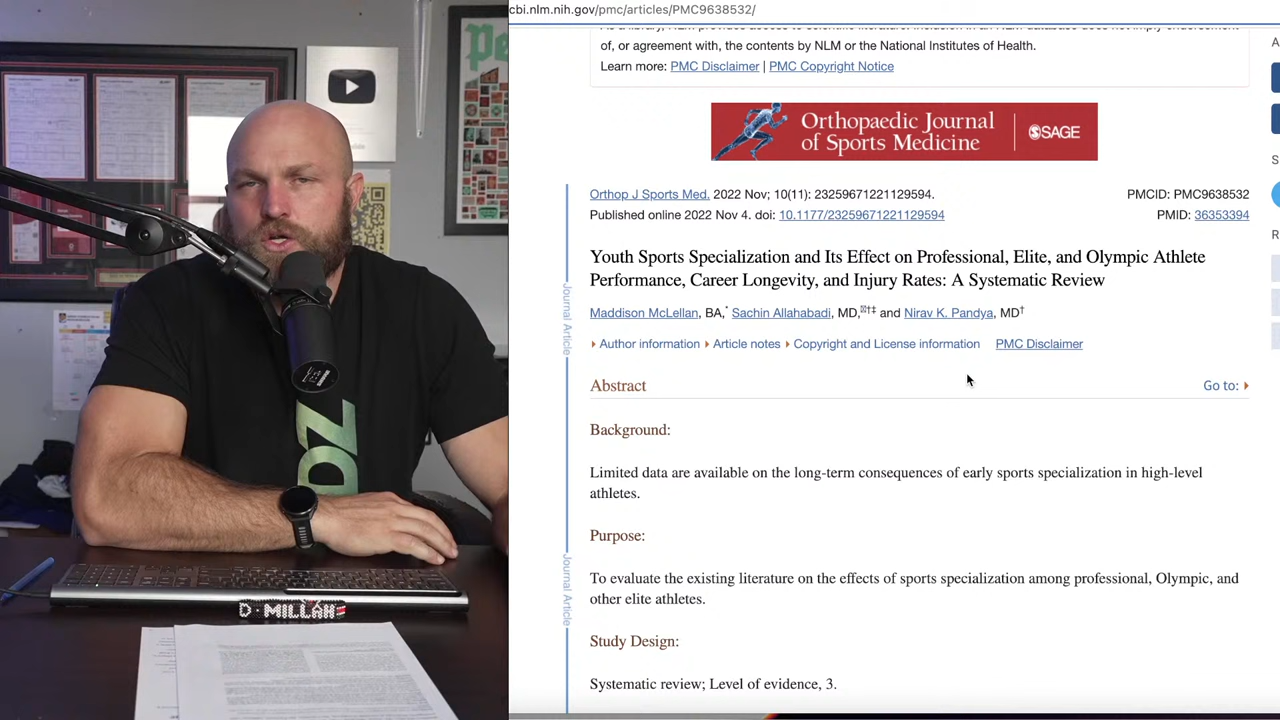 cbi.nlm.nih.gov/pmc/articles/PMC9638532/
of, or agreement with, the contents by NLM or the National Institutes of Health.
Learn more: PMC Disclaimer | PMC Copyright Notice
Orthopaedic Journal
of Sports Medicine
SAGE
Orthop J Sports Med. 2022 Nov; 10(11): 23259671221129594.
PMCID: PMC9638532
Published online 2022 Nov 4. doi: 10.1177/23259671221129594
PMID: 36353394
Youth Sports Specialization and Its Effect on Professional, Elite, and Olympic Athlete
Performance, Career Longevity, and Injury Rates: A Systematic Review
Maddison McLellan, BA,* Sachin Allahabadi, MD,†‡ and Nirav K. Pandya, MD†
Author information Article notes Copyright and License information PMC Disclaimer
Abstract
Go to:
Background:
Limited data are available on the long-term consequences of early sports specialization in high-level
athletes.
Purpose:
To evaluate the existing literature on the effects of sports specialization among professional, Olympic, and
other elite athletes.
Study Design:
Systematic review; Level of evidence, 3.
Journal Article
Journal Article
DZ
D·MILLAR